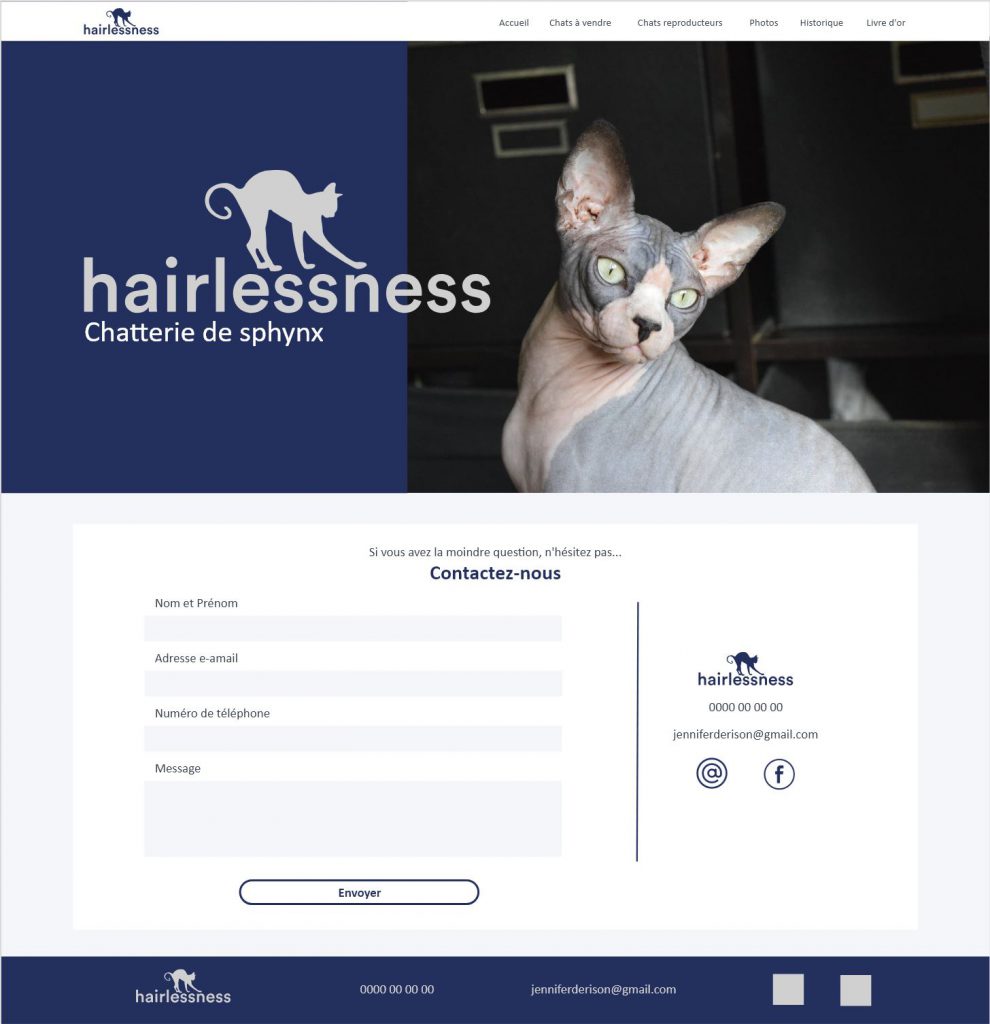 hairlessness
Accueil Chats à vendre Chats reproducteurs Photos Historique Livre d'or
hairlessness
Chatterie de sphynx
Si vous avez la moindre question, n'hésitez pas...
Contactez-nous
Nom et Prénom
Adresse e-amail
Numéro de téléphone
Message
Envoyer
hairlessness
0000 00 00 00
jenniferderison@gmail.com
@ f
hairlessness 0000 00 00 00 jenniferderison@gmail.com